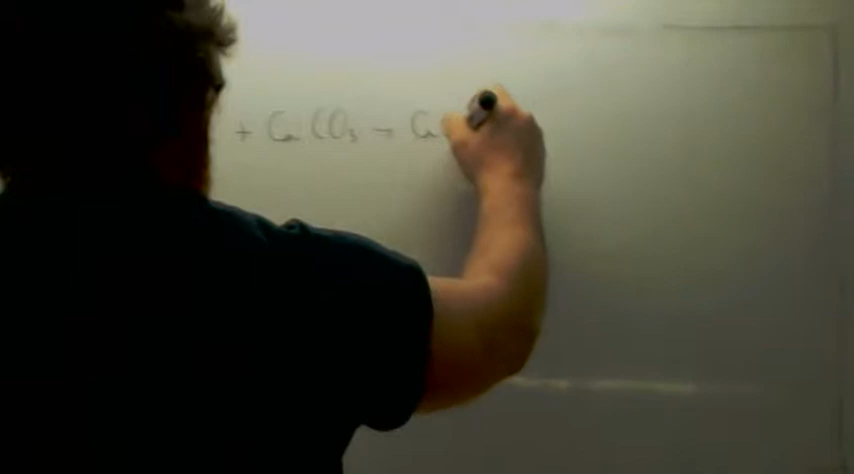 + CaCO₃ → Ca